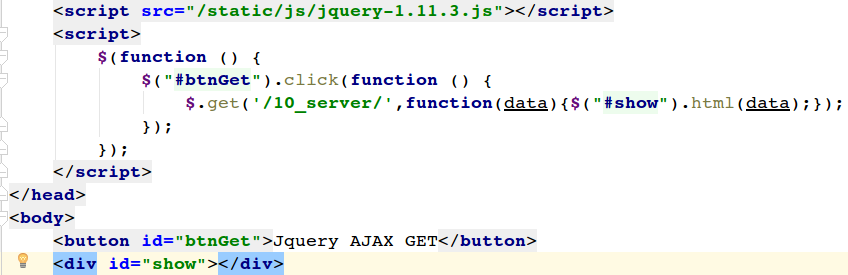 <script src="/static/js/jquery-1.11.3.js"></script>
<script>
$(function () {
$("#btnGet").click(function () {
$.get('/10_server/',function(data){$("#show").html(data);});
});
});
</script>
</head>
<body>
<button id="btnGet">Jquery AJAX GET</button>
<div id="show"></div>